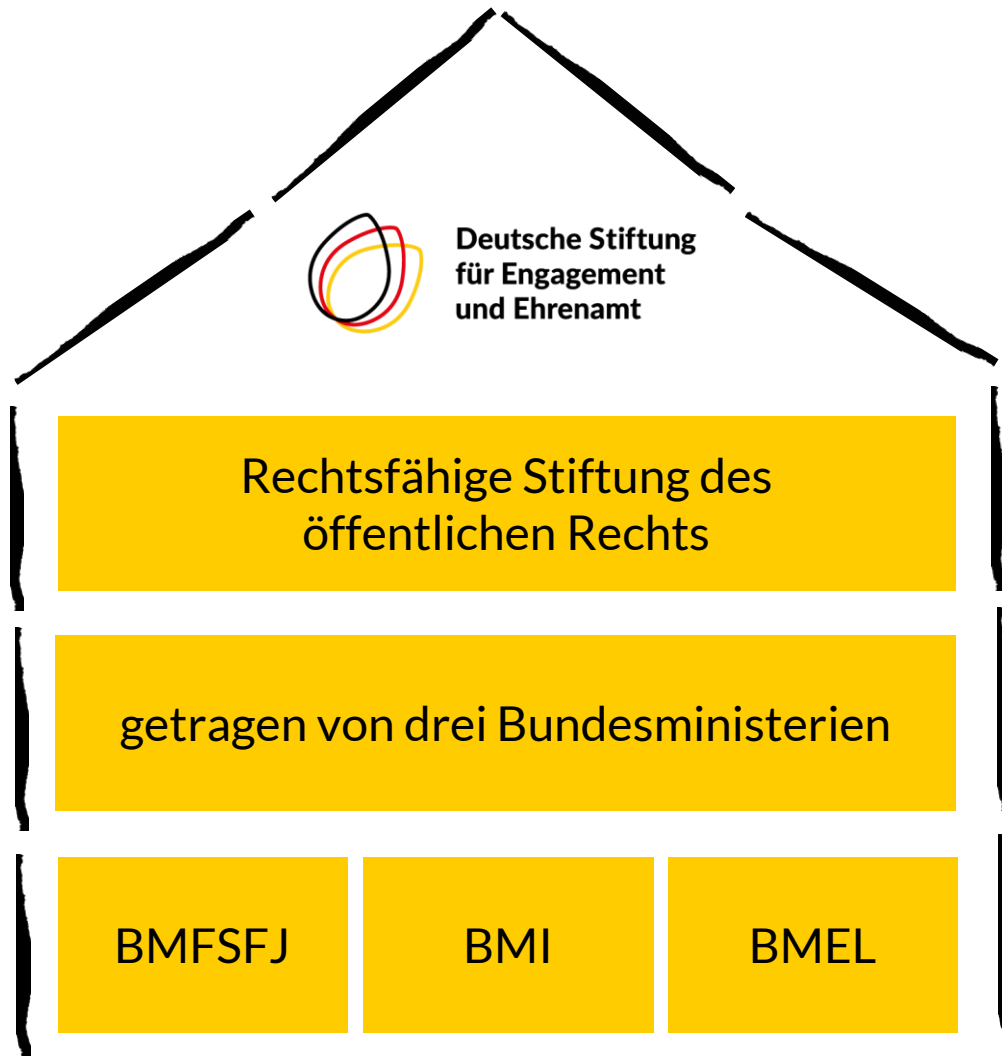 Deutsche Stiftung
für Engagement
und Ehrenamt
Rechtsfähige Stiftung des
öffentlichen Rechts
getragen von drei Bundesministerien
BMFSFJ
BMI
BMEL